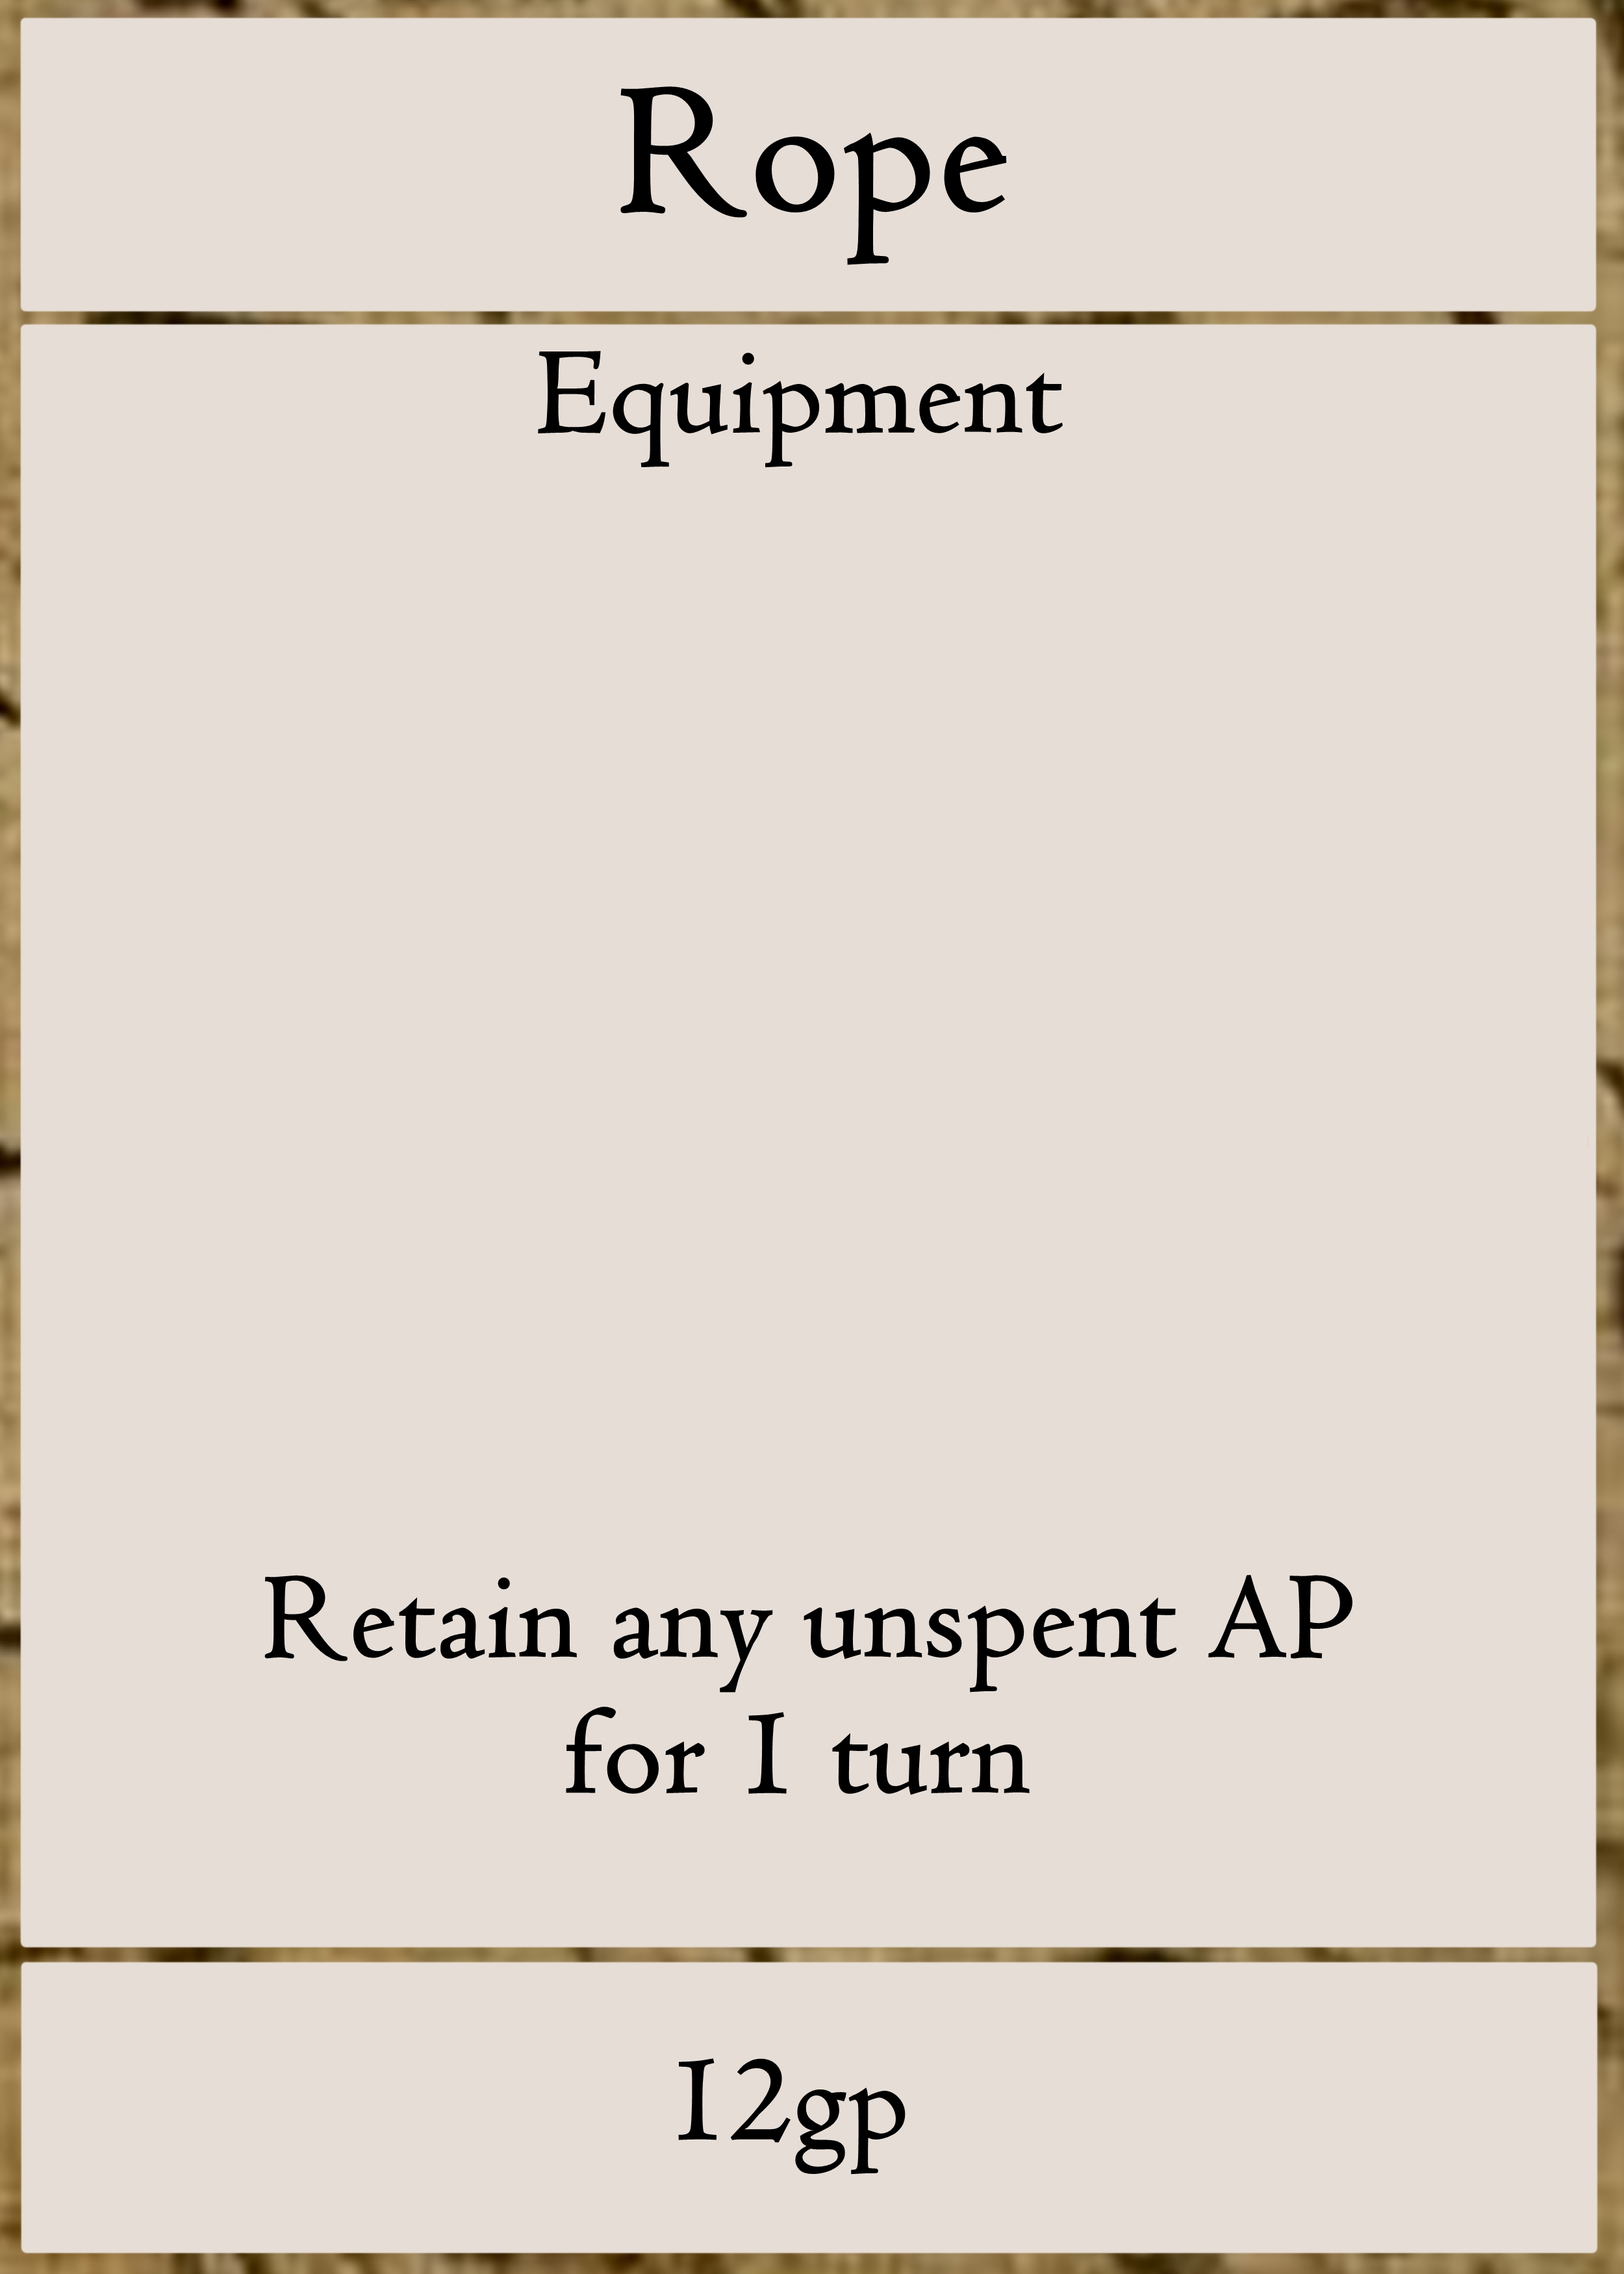 Rope
Equipment
Retain any unspent AP
for 1 turn
12gp